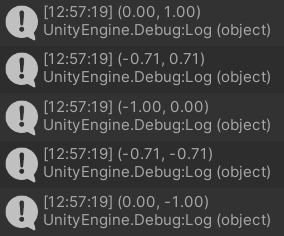 [12:57:19] (0.00, 1.00)
UnityEngine.Debug:Log (object)
[12:57:19] (-0.71, 0.71)
UnityEngine.Debug:Log (object)
[12:57:19] (-1.00, 0.00)
UnityEngine.Debug:Log (object)
[12:57:19] (-0.71, -0.71)
UnityEngine.Debug:Log (object)
[12:57:19] (0.00, -1.00)
UnityEngine.Debug:Log (object)